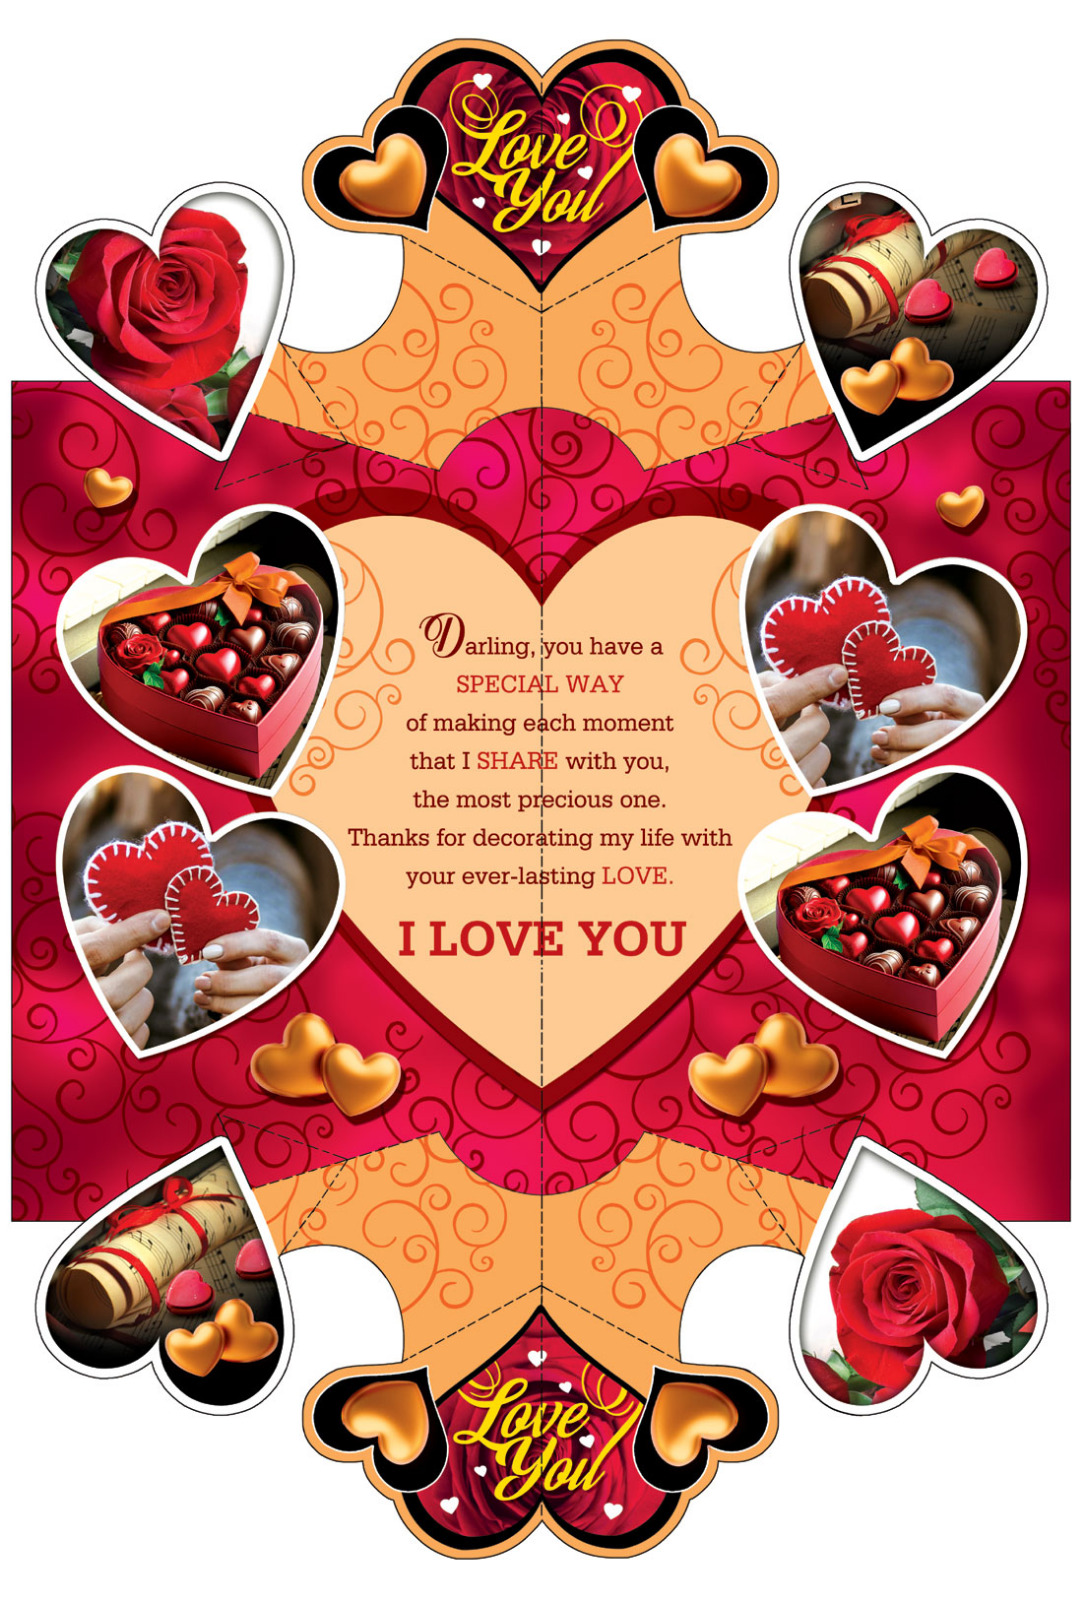 Love
You
Darling, you have a
SPECIAL WAY
of making each moment
that I SHARE with you,
the most precious one.
Thanks for decorating my life with
your ever-lasting LOVE.
I LOVE YOU
Love
You